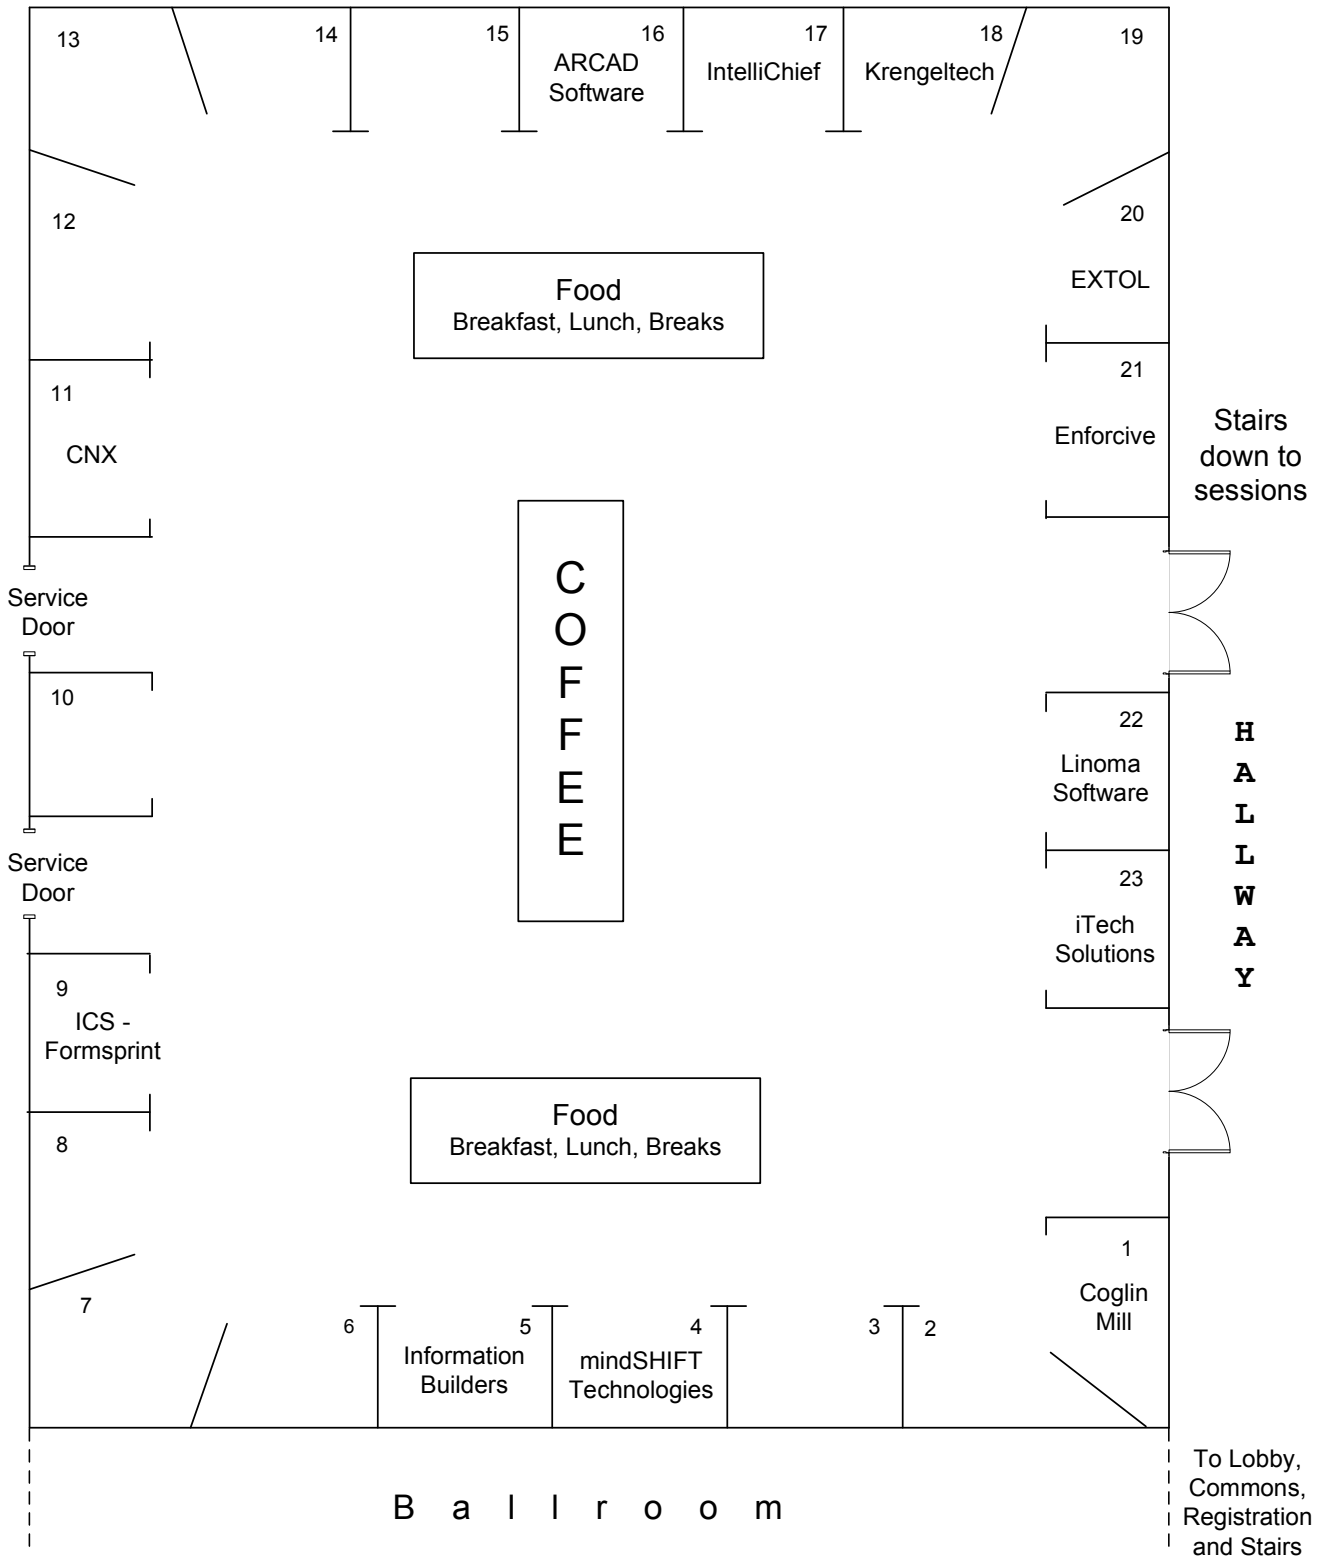 13
14
15
16
ARCAD
Software
17
IntelliChief
18
Krengeltech
19
12
20
EXTOL
Food
Breakfast, Lunch, Breaks
11
CNX
21
Enforcive
Stairs
down to
sessions
Service
Door
COFFEE
10
22
Linoma
Software
HALLWAY
Service
Door
23
iTech
Solutions
9
ICS -
Formsprint
8
Food
Breakfast, Lunch, Breaks
1
Coglin
Mill
7
6
5
Information
Builders
4
mindSHIFT
Technologies
3
2
Ballroom
To Lobby,
Commons,
Registration
and Stairs